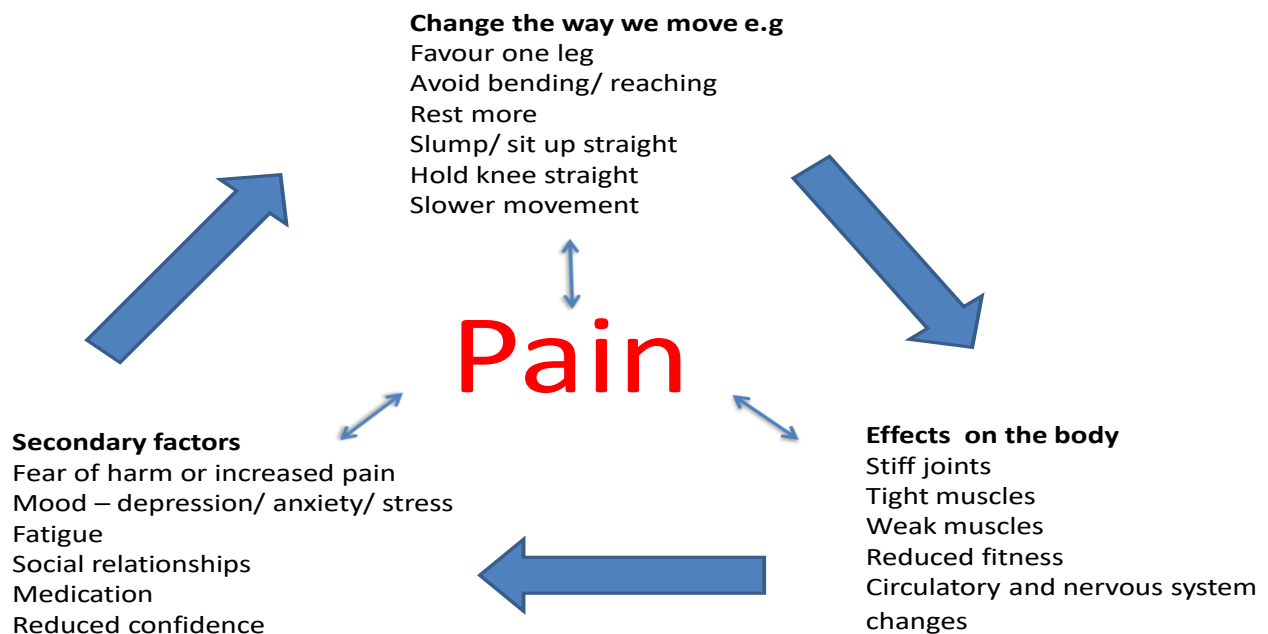 Change the way we move e.g
Favour one leg
Avoid bending/ reaching
Rest more
Slump/ sit up straight
Hold knee straight
Slower movement
Pain
Secondary factors
Fear of harm or increased pain
Mood – depression/ anxiety/ stress
Fatigue
Social relationships
Medication
Reduced confidence
Effects  on the body
Stiff joints
Tight muscles
Weak muscles
Reduced fitness
Circulatory and nervous system
changes